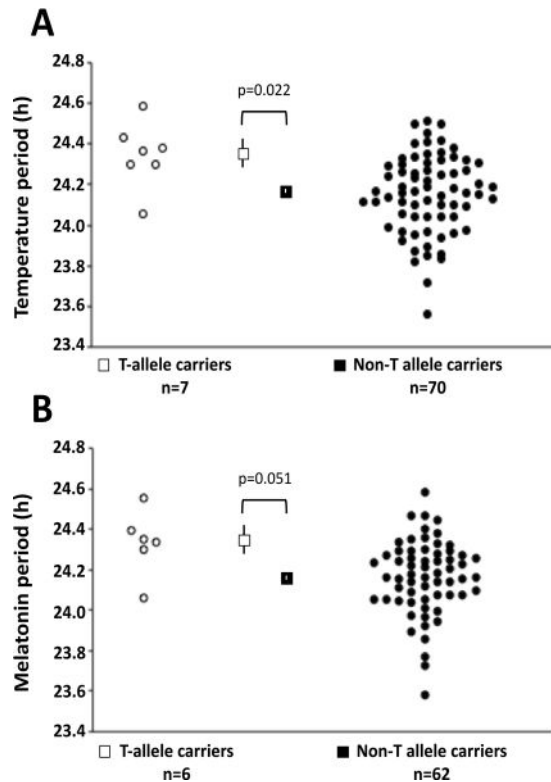 A
Temperature period (h)
24.8
24.6
24.4
24.2
24.0
23.8
23.6
23.4
p=0.022
T-allele carriers
n=7
Non-T allele carriers
n=70
B
Melatonin period (h)
24.8
24.6
24.4
24.2
24.0
23.8
23.6
23.4
p=0.051
T-allele carriers
n=6
Non-T allele carriers
n=62